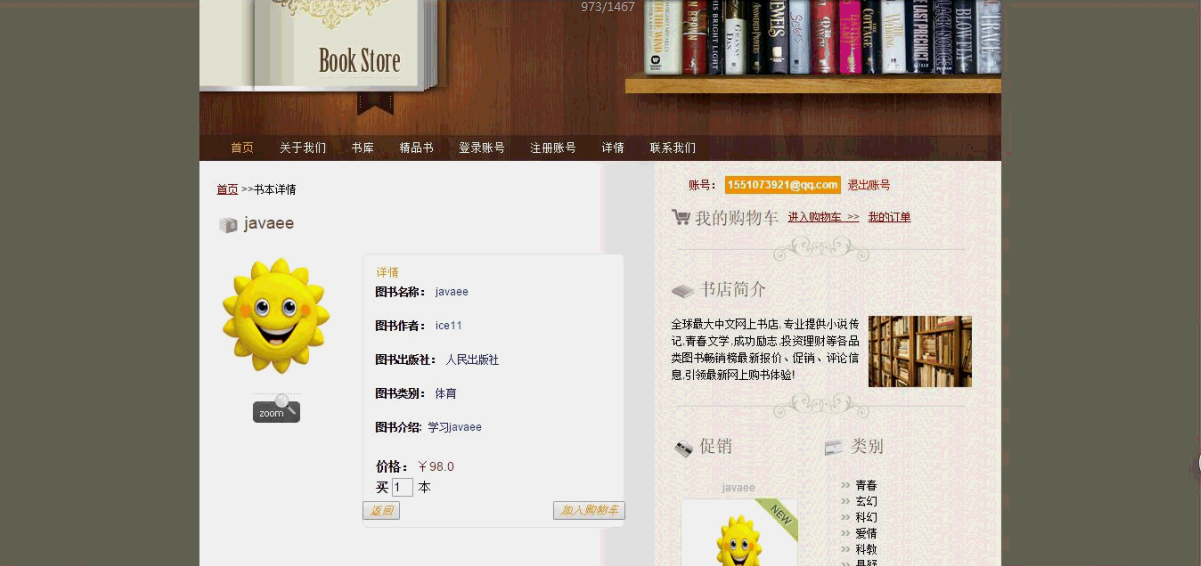 973/1467
Book Store
首页 关于我们 书库 精品书 登录账号 注册账号 详情 联系我们
首页 >>书本详情
javaee
zoom
详情
图书名称： javaee
图书作者： ice11
图书出版社： 人民出版社
图书类别： 体育
图书介绍: 学习javaee
价格：￥98.0
买 1 本
返回 加入购物车
账号： 1551073921@qq.com 退出账号
我的购物车 进入购物车 >> 我的订单
书店简介
全球最大中文网上书店,专业提供小说传
记,青春文学,成功励志,投资理财等各品
类图书畅销榜最新报价、促销、评论信
息,引领最新网上购书体验!
促销
javaee
NEW
类别
>> 青春
>> 玄幻
>> 科幻
>> 爱情
>> 科教